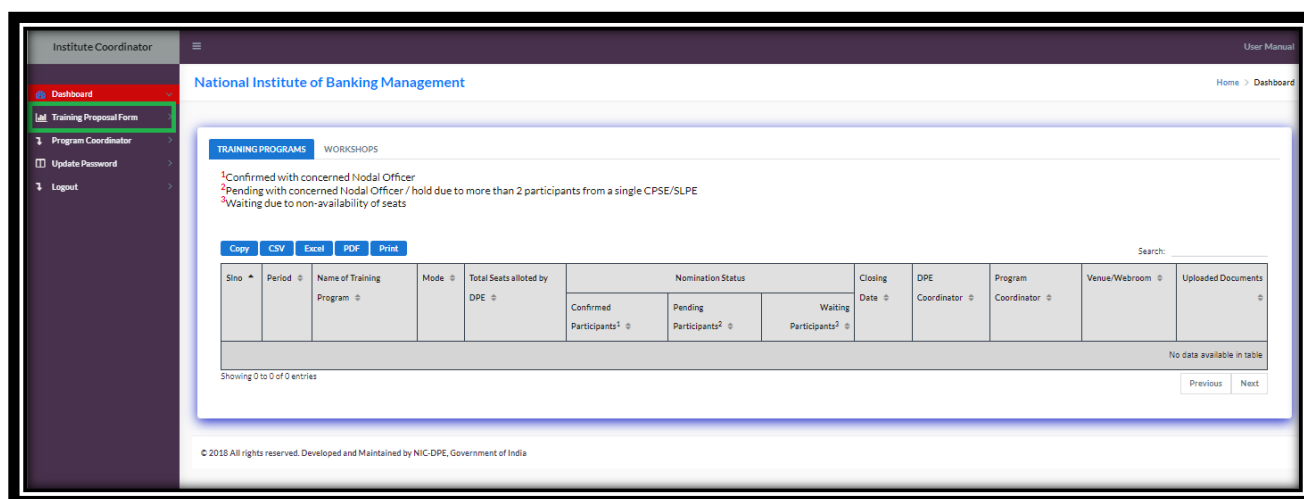 Institute Coordinator
User Manual
National Institute of Banking Management
Home > Dashboard
Dashboard
Training Proposal Form
Program Coordinator
Update Password
Logout
TRAINING PROGRAMS WORKSHOPS
1Confirmed with concerned Nodal Officer
2Pending with concerned Nodal Officer / hold due to more than 2 participants from a single CPSE/SLPE
3Waiting due to non-availability of seats
Copy CSV Excel PDF Print
Search:
Slno Period Name of Training Mode Total Seats alloted by Nomination Status Closing DPE Program Venue/Webroom Uploaded Documents
Program DPE Date Coordinator Coordinator
Confirmed Pending Waiting
Participants1 Participants2 Participants3
No data available in table
Showing 0 to 0 of 0 entries
Previous Next
© 2018 All rights reserved. Developed and Maintained by NIC-DPE, Government of India